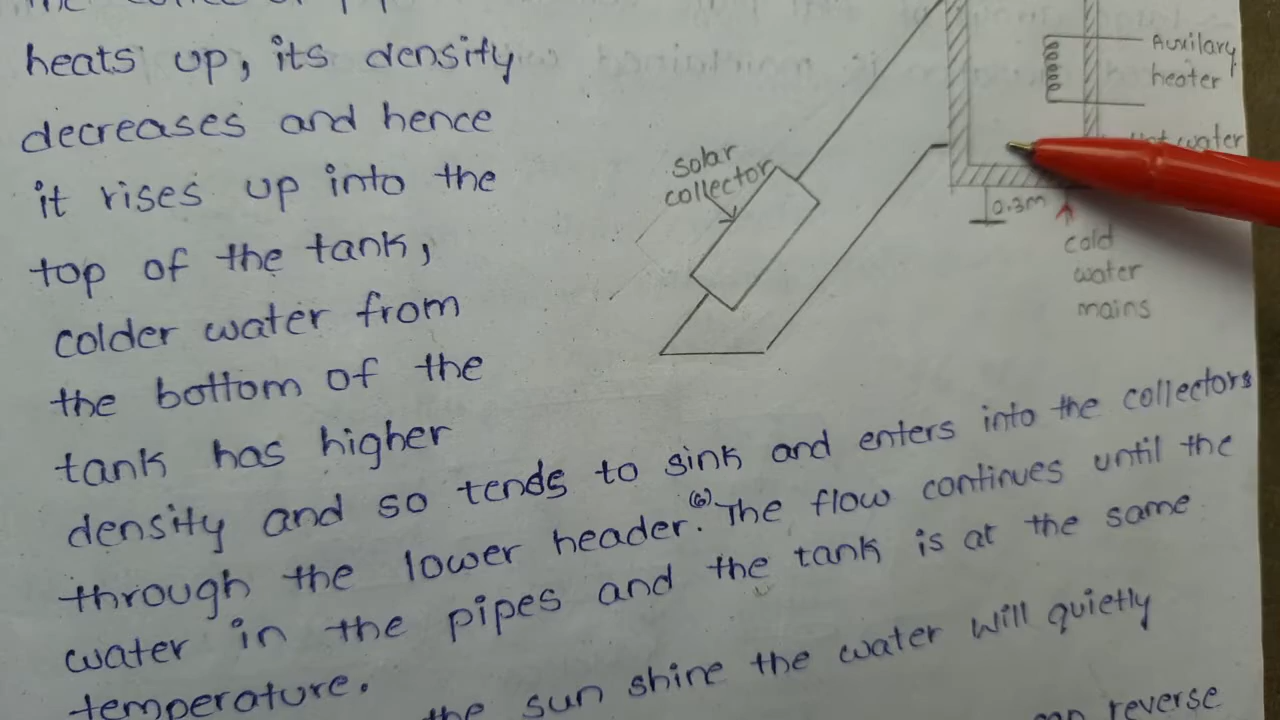 heats up, its density
decreases and hence
it rises up into the
top of the tank,
colder water from
the bottom of the
tank has higher
density and so tends to sink and enters into the collectors
through the lower header. (6) The flow continues until the
water in the pipes and the tank is at the same
temperature.
the sun shine the water will quietly
reverse
Auxilary
heater
water
solar
collector
0.3m
cold
water
mains